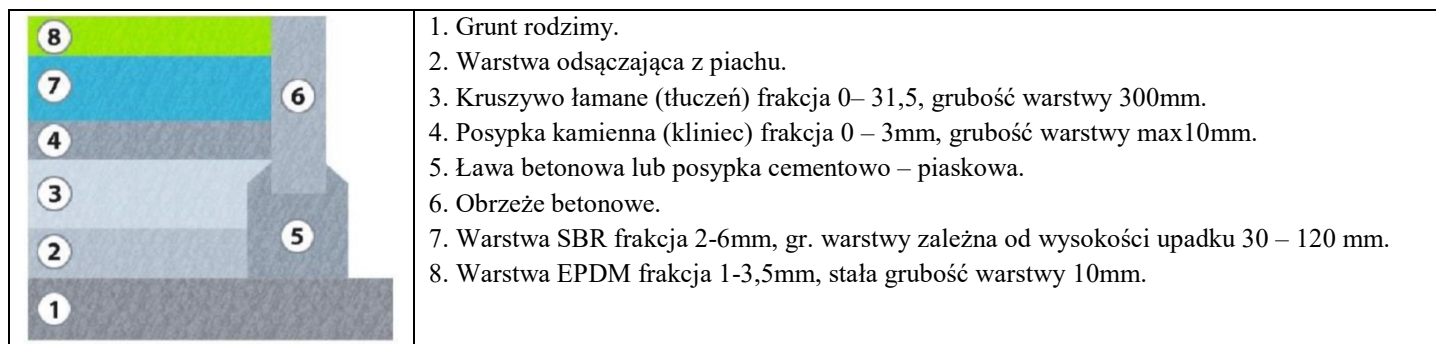 8
7
6
4
3
5
2
1
1. Grunt rodzimy.
2. Warstwa odsączająca z piachu.
3. Kruszywo łamane (tłuczeń) frakcja 0– 31,5, grubość warstwy 300mm.
4. Posypka kamienna (kliniec) frakcja 0 – 3mm, grubość warstwy max10mm.
5. Ława betonowa lub posypka cementowo – piaskowa.
6. Obrzeże betonowe.
7. Warstwa SBR frakcja 2-6mm, gr. warstwy zależna od wysokości upadku 30 – 120 mm.
8. Warstwa EPDM frakcja 1-3,5mm, stała grubość warstwy 10mm.